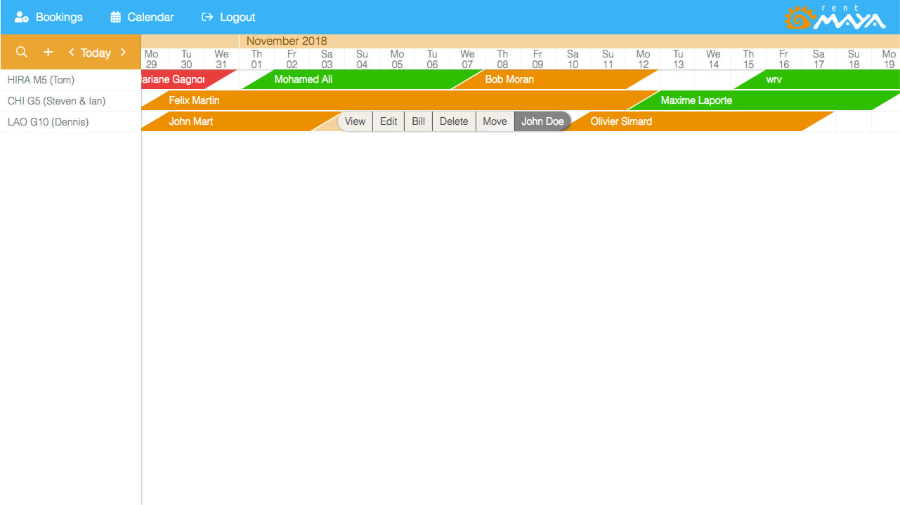 Bookings Calendar Logout
rent
MAYA
Today
November 2018
Mo Tu We Th Fr Sa Su Mo Tu We Th Fr Sa Su Mo Tu Th Fr Sa Su Mo
29 30 31 01 02 03 04 05 06 07 08 09 10 11 12 13 14 15 16 17 18 19
HIRA M5 (Tom) ariane Gagnot Mohamed Ali Bob Moran wrv
CHI G5 (Steven & Ian) Felix Martin Maxime Laporte
LAO G10 (Dennis) John Mart View Edit Bill Delete Move John Doe Olivier Simard